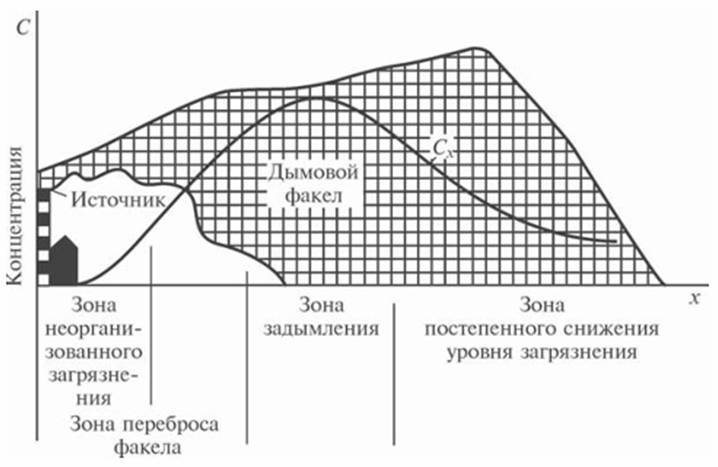 C
Концентрация
Источник
Дымовой
факел
Cx
x
Зона
неоргани-
зованного
загрязне-
ния
Зона переброса
факела
Зона
задымления
Зона
постепенного снижения
уровня загрязнения